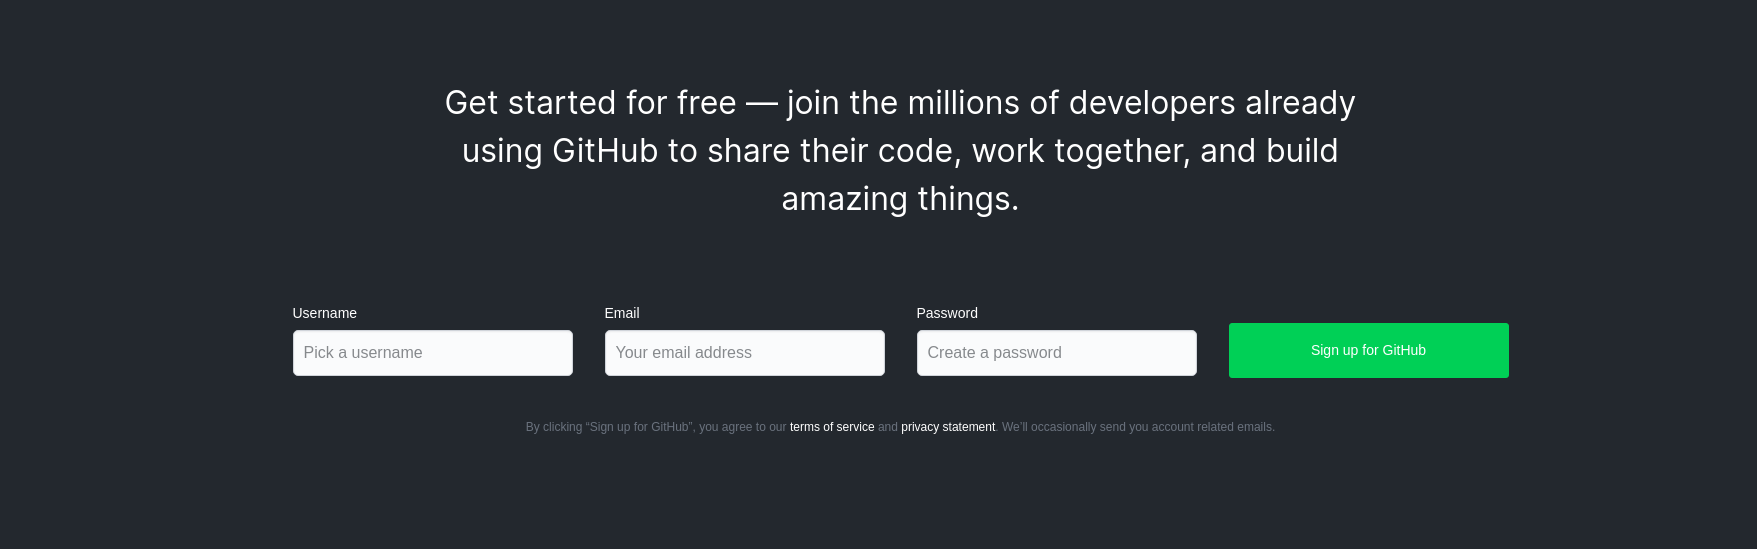 Get started for free — join the millions of developers already
using GitHub to share their code, work together, and build
amazing things.
Username
Email
Password
Pick a username
Your email address
Create a password
Sign up for GitHub
By clicking “Sign up for GitHub”, you agree to our terms of service and privacy statement. We’ll occasionally send you account related emails.